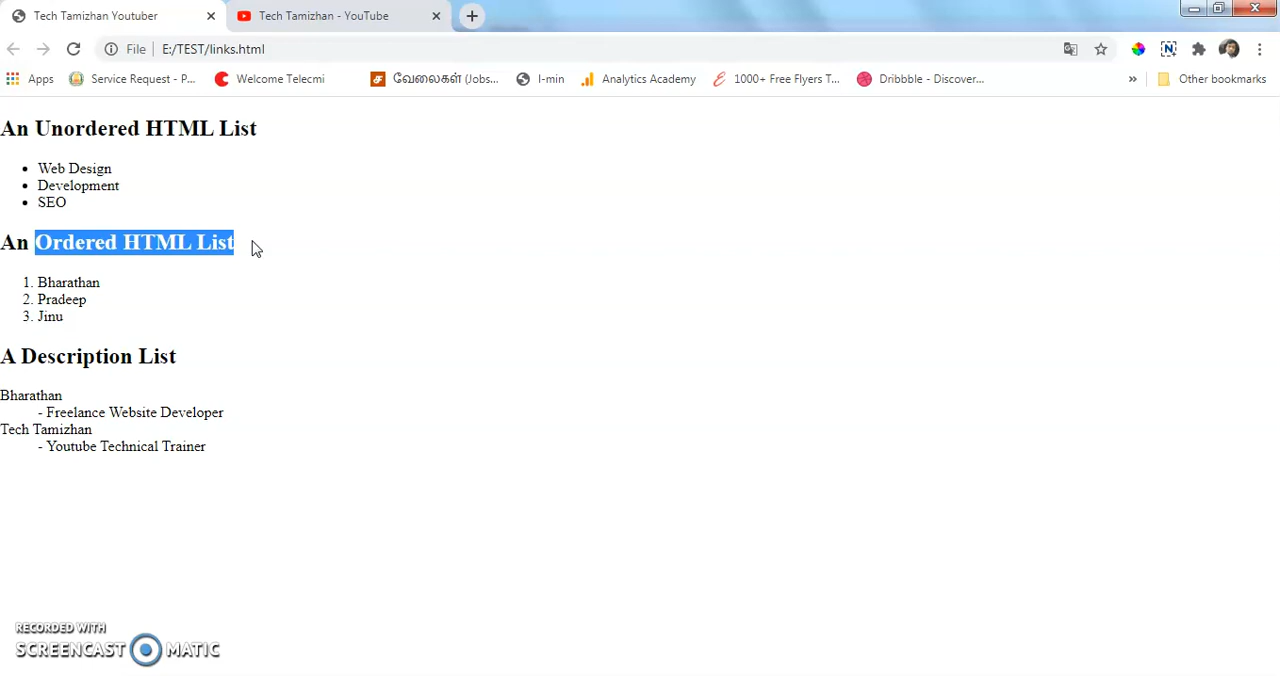 Tech Tamizhan Youtuber
Tech Tamizhan - YouTube
File E:/TEST/links.html
Apps Service Request - P... Welcome Telecmi வேலைகள் (Jobs... I-min Analytics Academy 1000+ Free Flyers T... Dribbble - Discover... » Other bookmarks
An Unordered HTML List
• Web Design
• Development
• SEO
An Ordered HTML List
1. Bharathan
2. Pradeep
3. Jinu
A Description List
Bharathan
- Freelance Website Developer
Tech Tamizhan
- Youtube Technical Trainer
RECORDED WITH
SCREENCAST MATIC